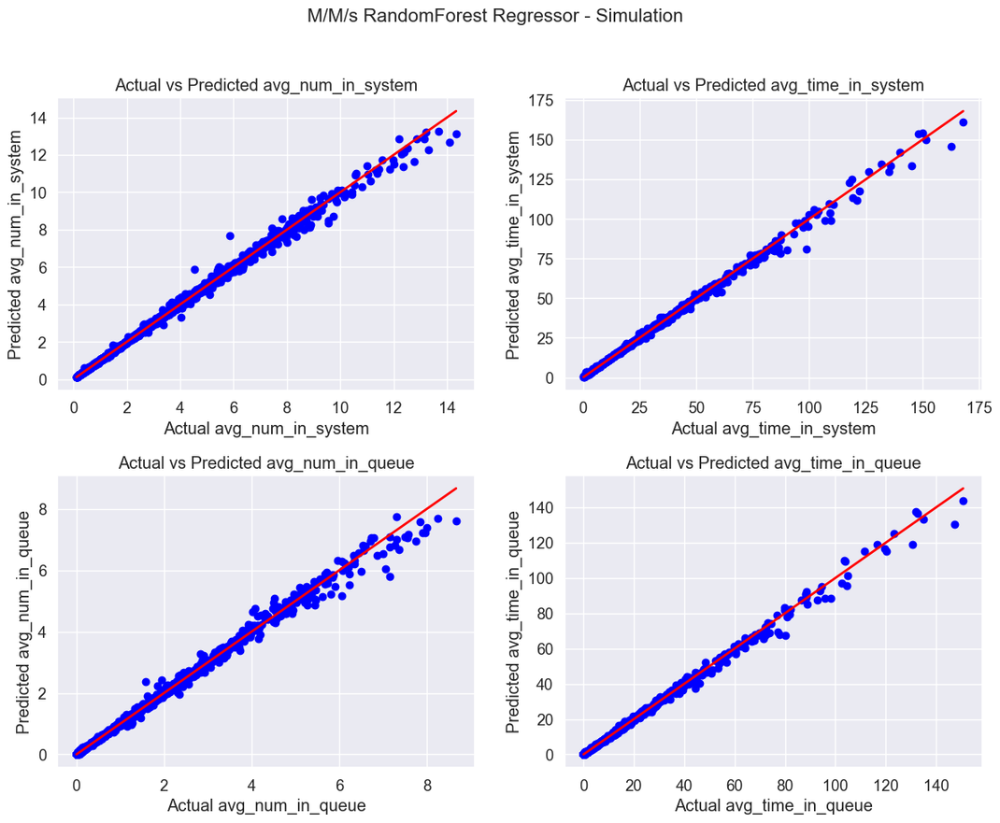 M/M/s RandomForest Regressor - Simulation
Actual vs Predicted avg_num_in_system
Predicted avg_num_in_system
14
12
10
8
6
4
2
0
0 2 4 6 8 10 12 14
Actual avg_num_in_system
Actual vs Predicted avg_time_in_system
Predicted avg_time_in_system
175
150
125
100
75
50
25
0
0 25 50 75 100 125 150 175
Actual avg_time_in_system
Actual vs Predicted avg_num_in_queue
Predicted avg_num_in_queue
8
6
4
2
0
0 2 4 6 8
Actual avg_num_in_queue
Actual vs Predicted avg_time_in_queue
Predicted avg_time_in_queue
140
120
100
80
60
40
20
0
0 20 40 60 80 100 120 140
Actual avg_time_in_queue